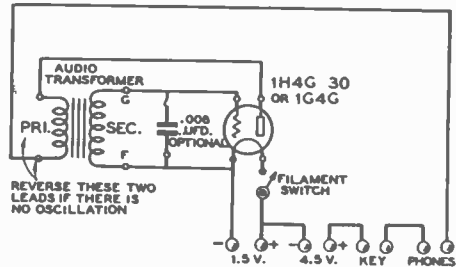 AUDIO
TRANSFORMER
1H4G 30
OR 1G4G
G
PRI.
SEC.
.008
UFD.
OPTIONAL
F
FILAMENT
SWITCH
REVERSE THESE TWO
LEADS IF THERE IS
NO OSCILLATION
- + - +
1.5 V. 4.5 V. KEY PHONES